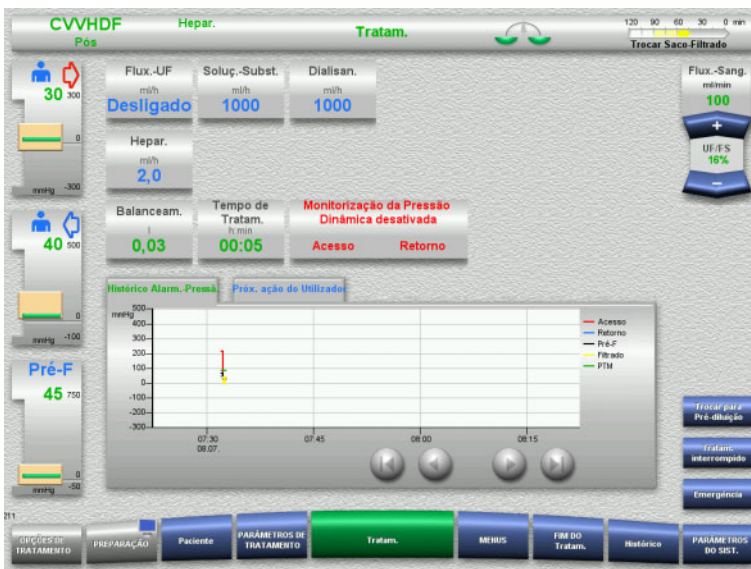 CVVHDF
Pós
Hepar.
Tratam.
120 90 60 30 0 min
Trocar Saco-Filtrado
30 300
0
mmHg -300
Flux.-UF
ml/h
Desligado
Soluç.-Subst.
ml/h
1000
Dialisan.
ml/h
1000
Flux.-Sang.
ml/min
100
+
UF/FS
16%
–
Hepar.
ml/h
2,0
40 500
0
mmHg -100
Balanceam.
l
0,03
Tempo de
Tratam.
h:min
00:05
Monitorização da Pressão
Dinâmica desativada
Acesso Retorno
Histórico Alarm.-Pressã.
Próx. ação do Utilizador
mmHg
500
400
300
200
100
0
-100
-200
-300
07:30
08.07.
07:45
08:00
08:15
Acesso
Retorno
Pré-F
Filtrado
PTM
Pré-F
45 750
0
mmHg -50
Trocar para
Pré-diluição
Tratam.
interrompido
Emergência
211
OPÇÕES DE
TRATAMENTO
PREPARAÇÃO
Paciente
PARÂMETROS DE
TRATAMENTO
Tratam.
MENUS
FIM DO
Tratam.
Histórico
PARÂMETROS
DO SIST.